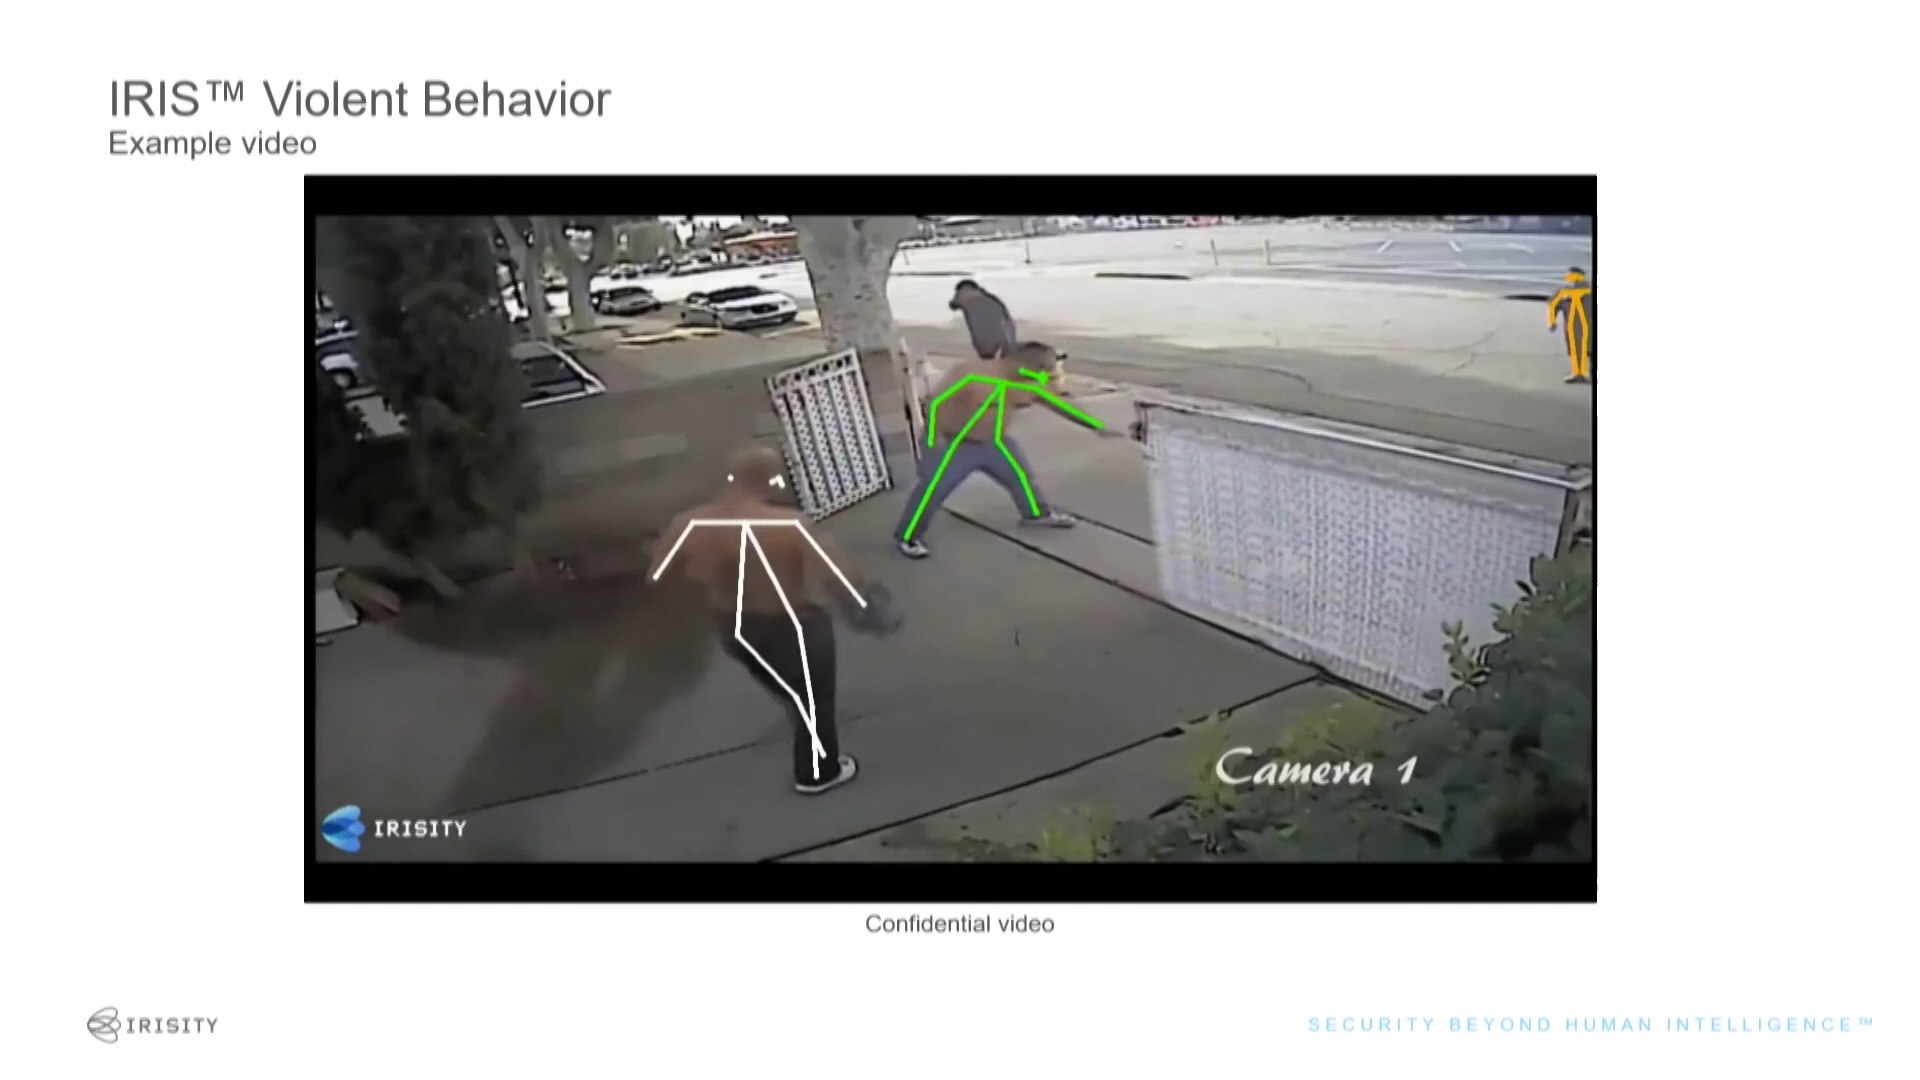 IRIS™ Violent Behavior
Example video
Camera 1
IRISITY
Confidential video
IRISITY
SECURITY BEYOND HUMAN INTELLIGENCE™